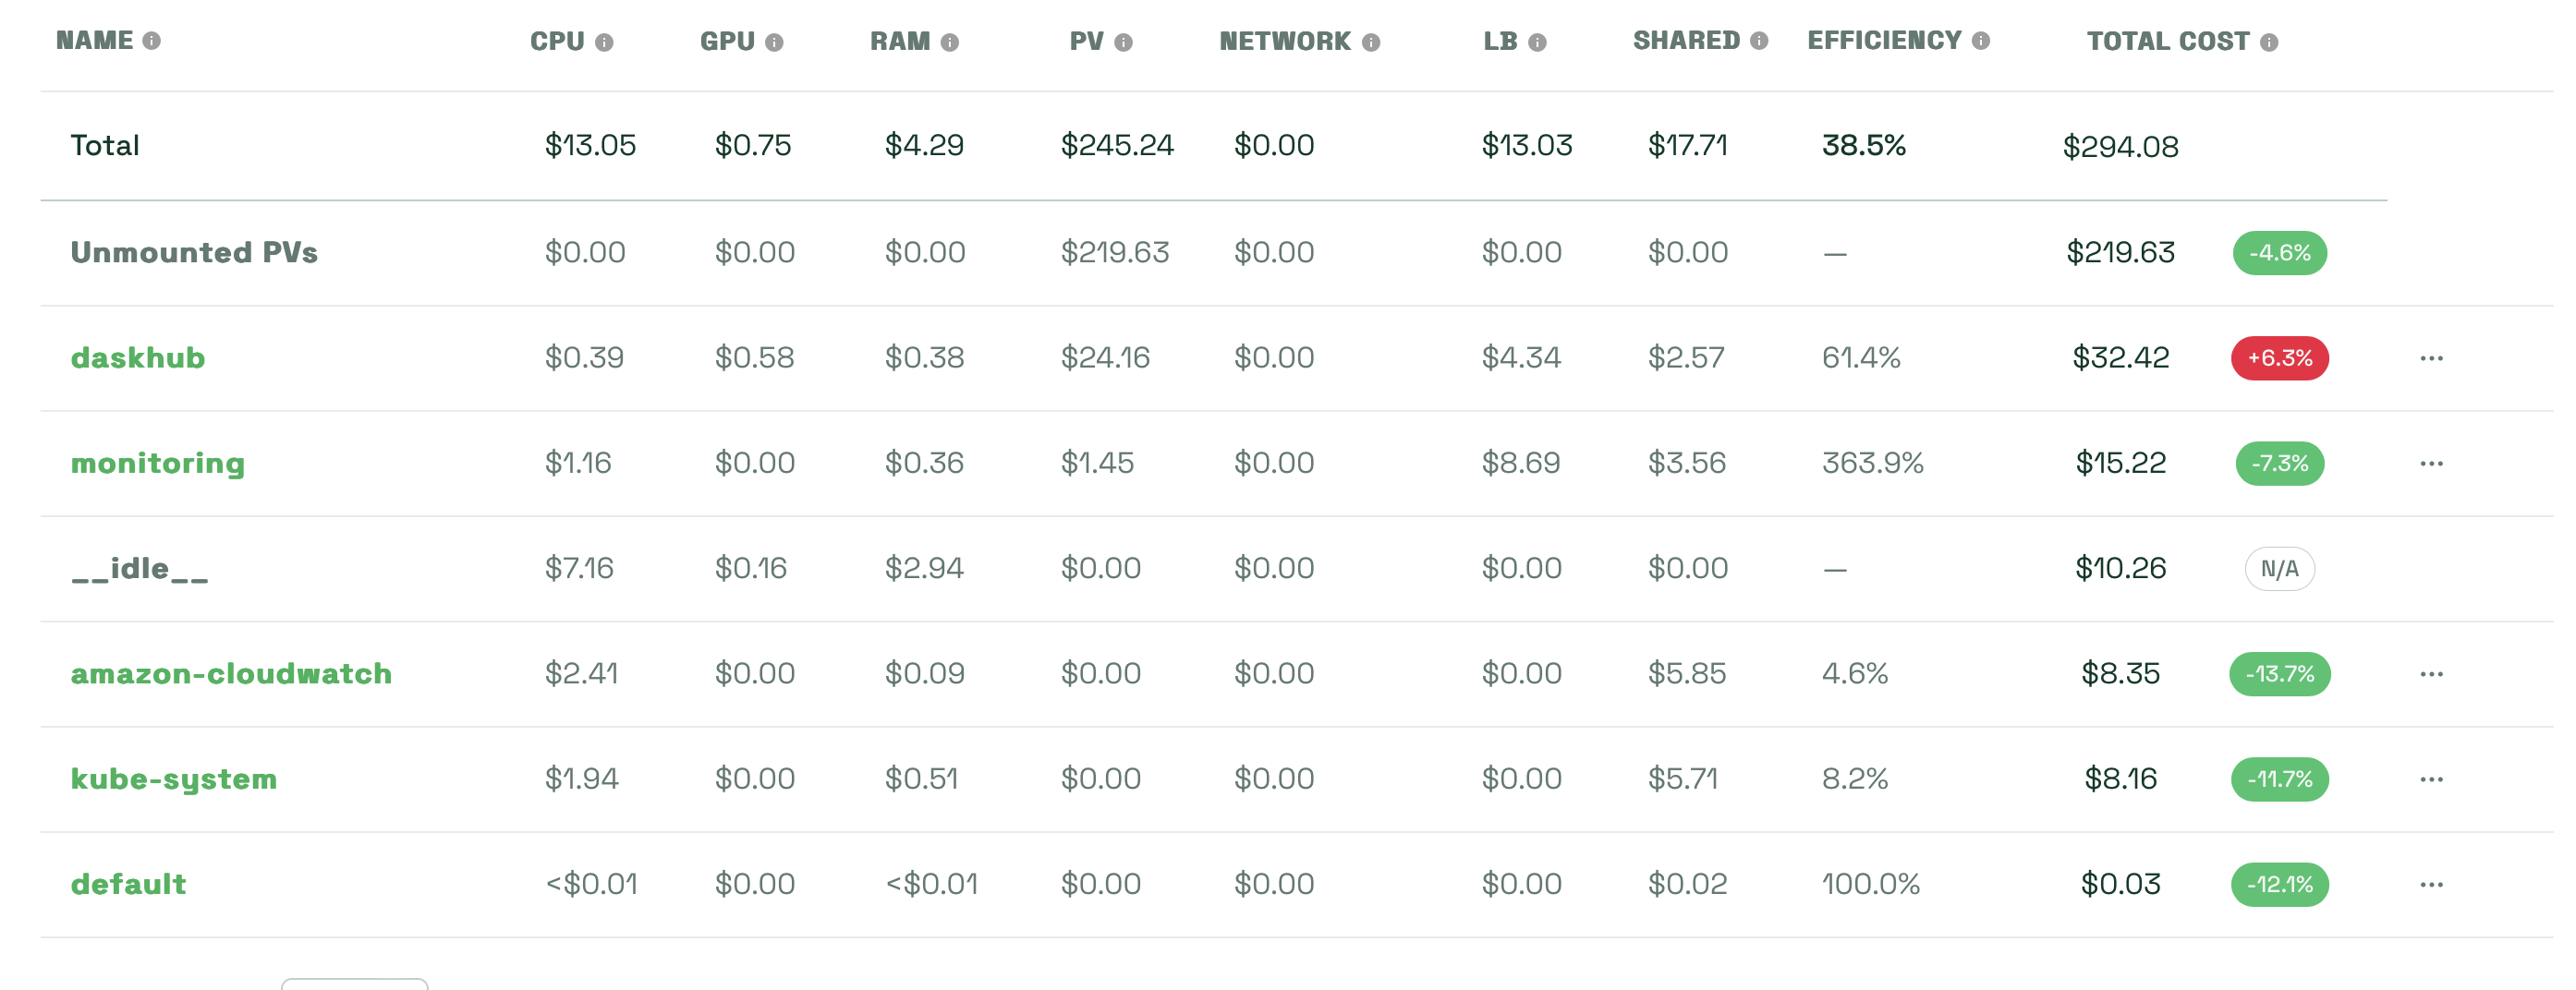 NAME CPU GPU RAM PV NETWORK LB SHARED EFFICIENCY TOTAL COST
Total $13.05 $0.75 $4.29 $245.24 $0.00 $13.03 $17.71 38.5% $294.08
Unmounted PVs $0.00 $0.00 $0.00 $219.63 $0.00 $0.00 $0.00 — $219.63 -4.6%
daskhub $0.39 $0.58 $0.38 $24.16 $0.00 $4.34 $2.57 61.4% $32.42 +6.3% ...
monitoring $1.16 $0.00 $0.36 $1.45 $0.00 $8.69 $3.56 363.9% $15.22 -7.3% ...
__idle__ $7.16 $0.16 $2.94 $0.00 $0.00 $0.00 $0.00 — $10.26 N/A
amazon-cloudwatch $2.41 $0.00 $0.09 $0.00 $0.00 $0.00 $5.85 4.6% $8.35 -13.7% ...
kube-system $1.94 $0.00 $0.51 $0.00 $0.00 $0.00 $5.71 8.2% $8.16 -11.7% ...
default <$0.01 $0.00 <$0.01 $0.00 $0.00 $0.00 $0.02 100.0% $0.03 -12.1% ...